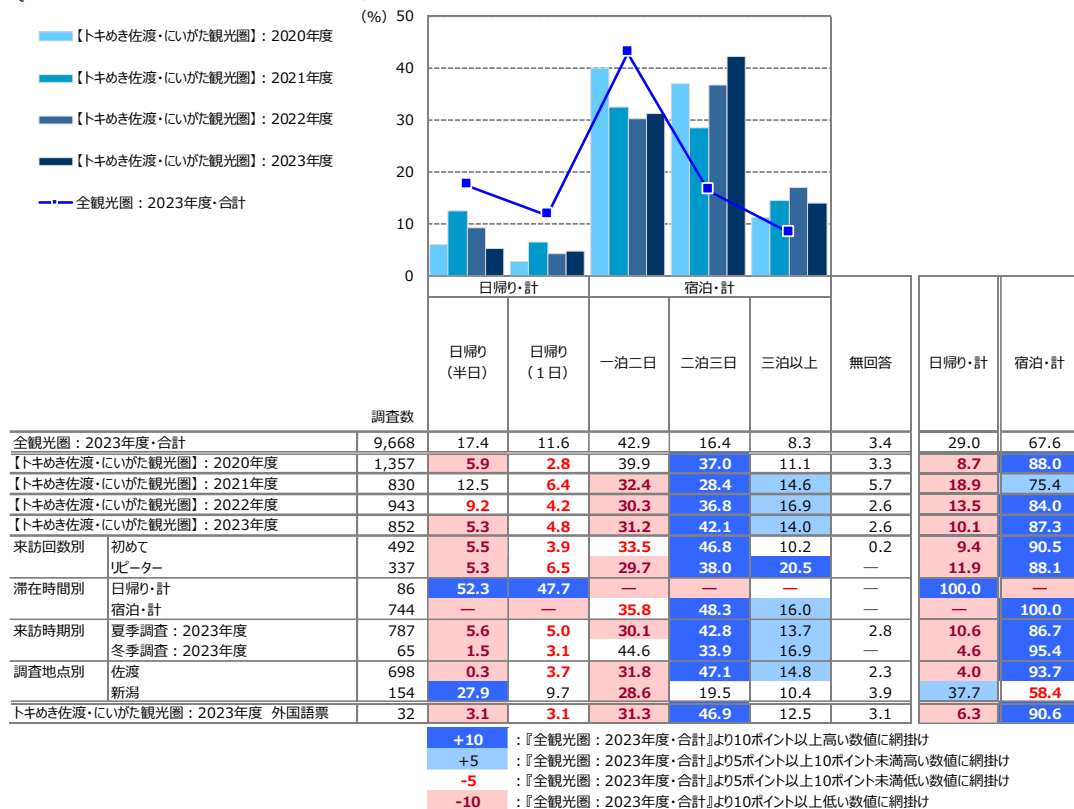 (%)
50
40
30
20
10
0
【トキめき佐渡・にいがた観光圏】：2020年度
【トキめき佐渡・にいがた観光圏】：2021年度
【トキめき佐渡・にいがた観光圏】：2022年度
【トキめき佐渡・にいがた観光圏】：2023年度
全観光圏：2023年度・合計
日帰り・計 宿泊・計
調査数 日帰り（半日） 日帰り（１日） 一泊二日 二泊三日 三泊以上 無回答 日帰り・計 宿泊・計
全観光圏：2023年度・合計 9,668 17.4 11.6 42.9 16.4 8.3 3.4 29.0 67.6
【トキめき佐渡・にいがた観光圏】：2020年度 1,357 5.9 2.8 39.9 37.0 11.1 3.3 8.7 88.0
【トキめき佐渡・にいがた観光圏】：2021年度 830 12.5 6.4 32.4 28.4 14.6 5.7 18.9 75.4
【トキめき佐渡・にいがた観光圏】：2022年度 943 9.2 4.2 30.3 36.8 16.9 2.6 13.5 84.0
【トキめき佐渡・にいがた観光圏】：2023年度 852 5.3 4.8 31.2 42.1 14.0 2.6 10.1 87.3
来訪回数別 初めて 492 5.5 3.9 33.5 46.8 10.2 0.2 9.4 90.5
リピーター 337 5.3 6.5 29.7 38.0 20.5 — 11.9 88.1
滞在時間別 日帰り・計 86 52.3 47.7 — — — — 100.0 —
宿泊・計 744 — — 35.8 48.3 16.0 — — 100.0
来訪時期別 夏季調査：2023年度 787 5.6 5.0 30.1 42.8 13.7 2.8 10.6 86.7
冬季調査：2023年度 65 1.5 3.1 44.6 33.9 16.9 — 4.6 95.4
調査地点別 佐渡 698 0.3 3.7 31.8 47.1 14.8 2.3 4.0 93.7
新潟 154 27.9 9.7 28.6 19.5 10.4 3.9 37.7 58.4
トキめき佐渡・にいがた観光圏：2023年度 外国語票 32 3.1 3.1 31.3 46.9 12.5 3.1 6.3 90.6
+10 ：『全観光圏：2023年度・合計』より10ポイント以上高い数値に網掛け
+5 ：『全観光圏：2023年度・合計』より5ポイント以上10ポイント未満高い数値に網掛け
-5 ：『全観光圏：2023年度・合計』より5ポイント以上10ポイント未満低い数値に網掛け
-10 ：『全観光圏：2023年度・合計』より10ポイント以上低い数値に網掛け